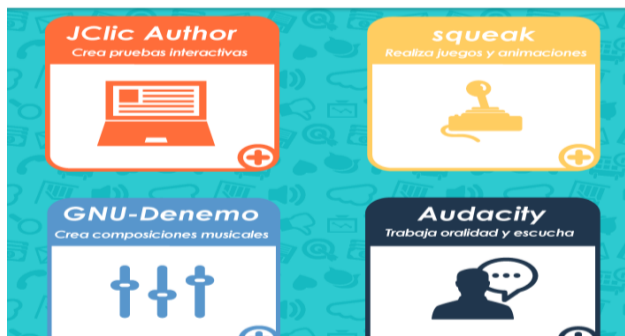 JClic Author
Crea pruebas interactivas
squeak
Realiza juegos y animaciones
GNU-Denemo
Crea composiciones musicales
Audacity
Trabaja oralidad y escucha